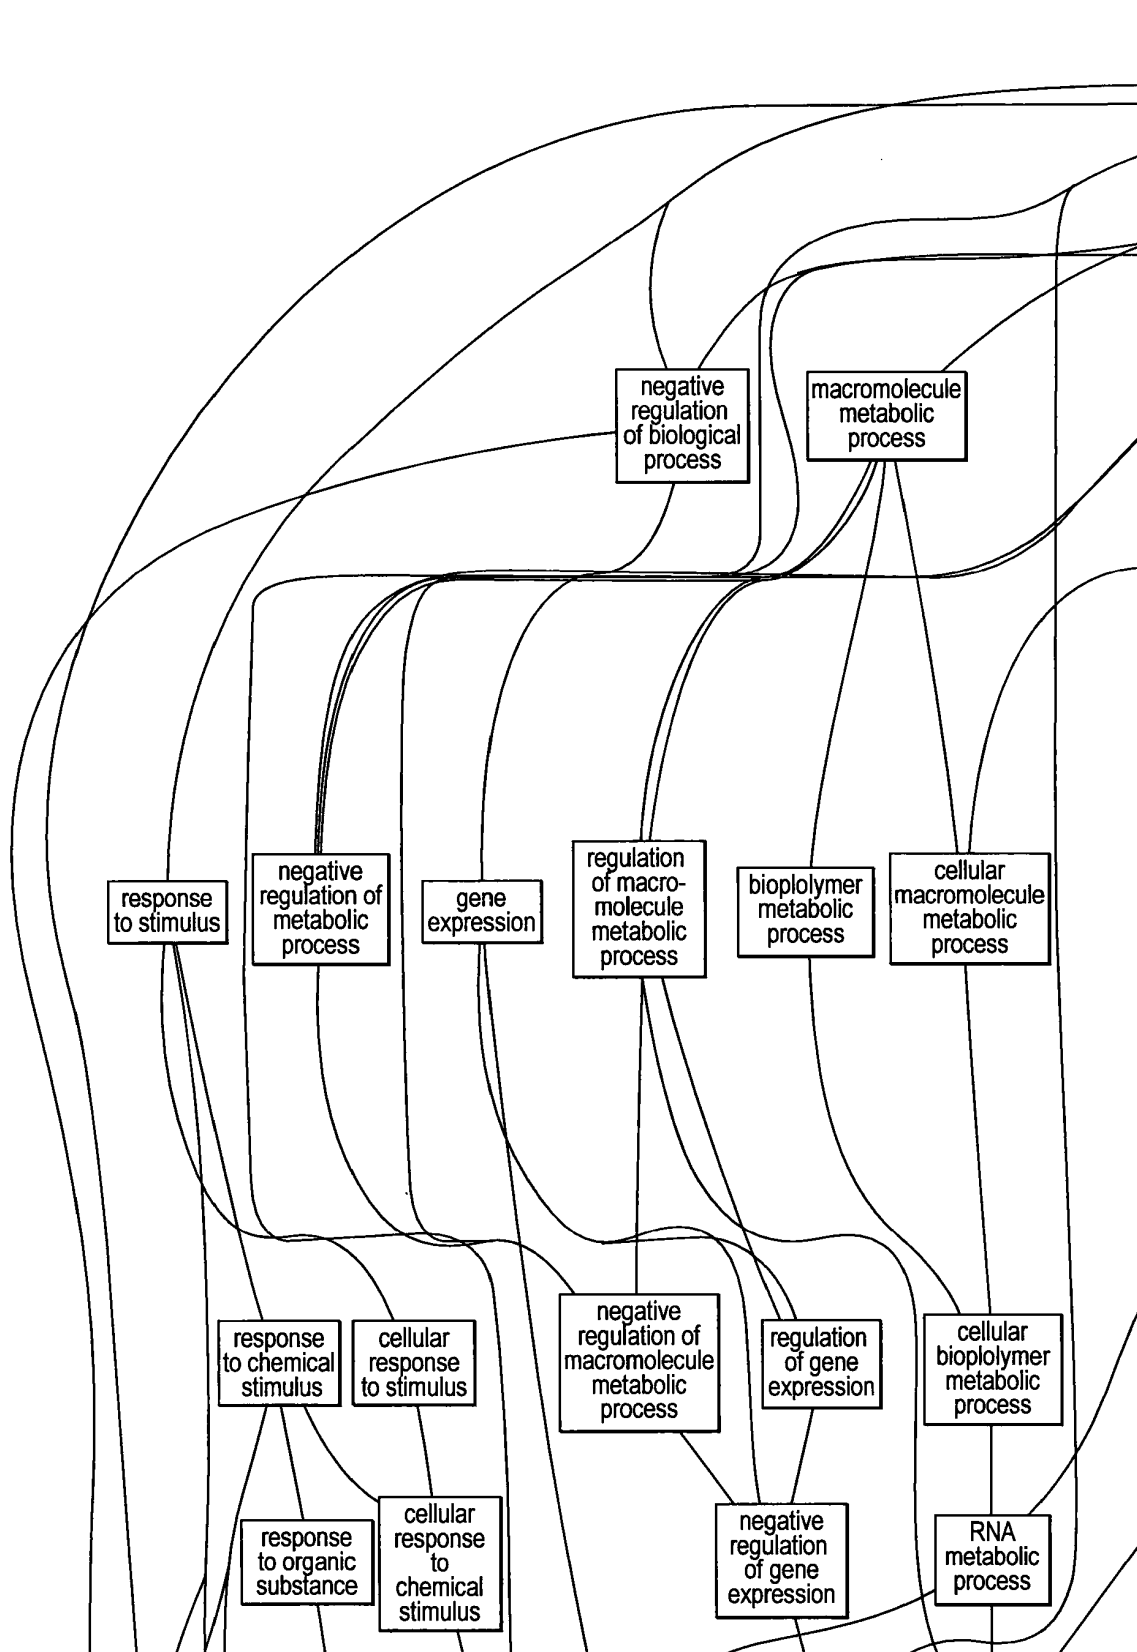 negative
regulation
of biological
process
macromolecule
metabolic
process
response
to stimulus
negative
regulation of
metabolic
process
gene
expression
regulation
of macro-
molecule
metabolic
process
bioplolymer
metabolic
process
cellular
macromolecule
metabolic
process
response
to chemical
stimulus
cellular
response
to stimulus
negative
regulation of
macromolecule
metabolic
process
regulation
of gene
expression
cellular
bioplolymer
metabolic
process
response
to organic
substance
cellular
response
to
chemical
stimulus
negative
regulation
of gene
expression
RNA
metabolic
process